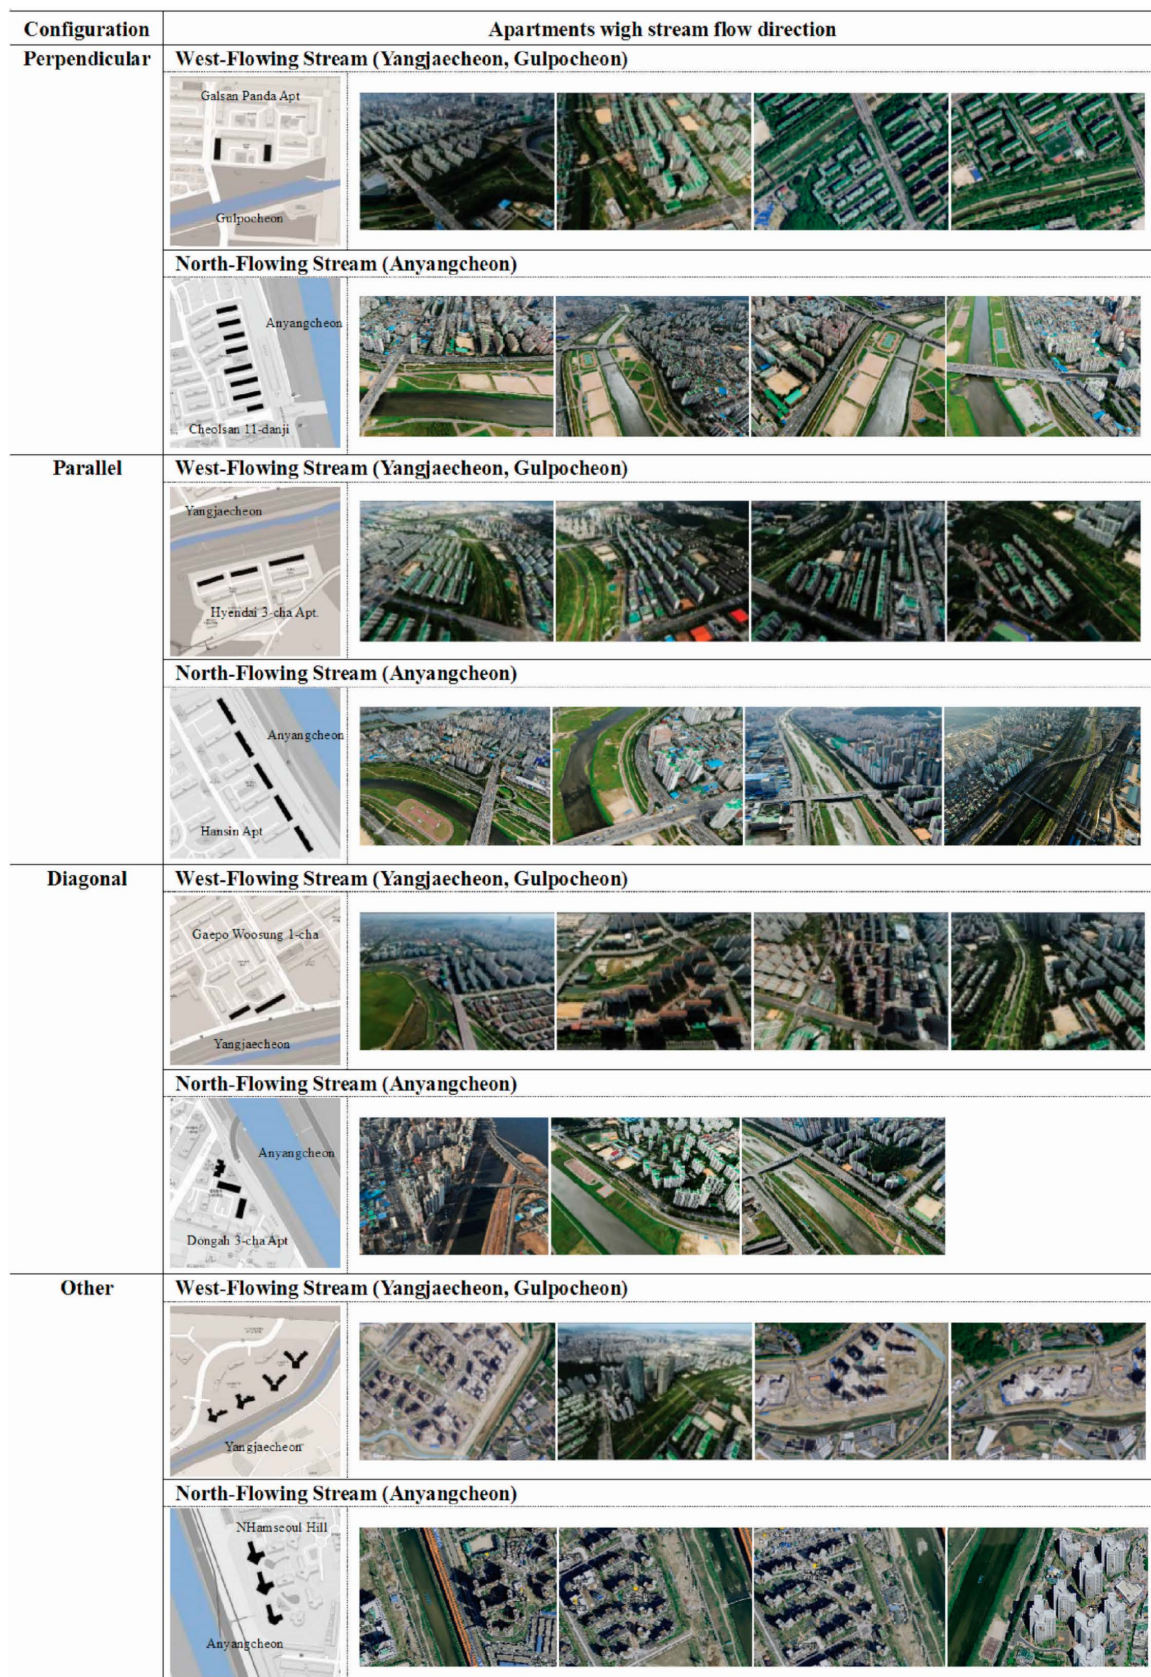 Configuration
Apartments wigh stream flow direction
Perpendicular
West-Flowing Stream (Yangjaecheon, Gulpocheon)
Galsan Panda Apt
Gulpocheon
North-Flowing Stream (Anyangcheon)
Anyangcheon
Cheolsan 11-danji
Parallel
West-Flowing Stream (Yangjaecheon, Gulpocheon)
Yangjaecheon
Hyendai 3-cha Apt.
North-Flowing Stream (Anyangcheon)
Anyangcheon
Hansin Apt
Diagonal
West-Flowing Stream (Yangjaecheon, Gulpocheon)
Gaepo Woosung 1-cha
Yangjaecheon
North-Flowing Stream (Anyangcheon)
Anyangcheon
Dongah 3-cha Apt
Other
West-Flowing Stream (Yangjaecheon, Gulpocheon)
Yangjaecheon
North-Flowing Stream (Anyangcheon)
NHamseoul Hill
Anyangcheon